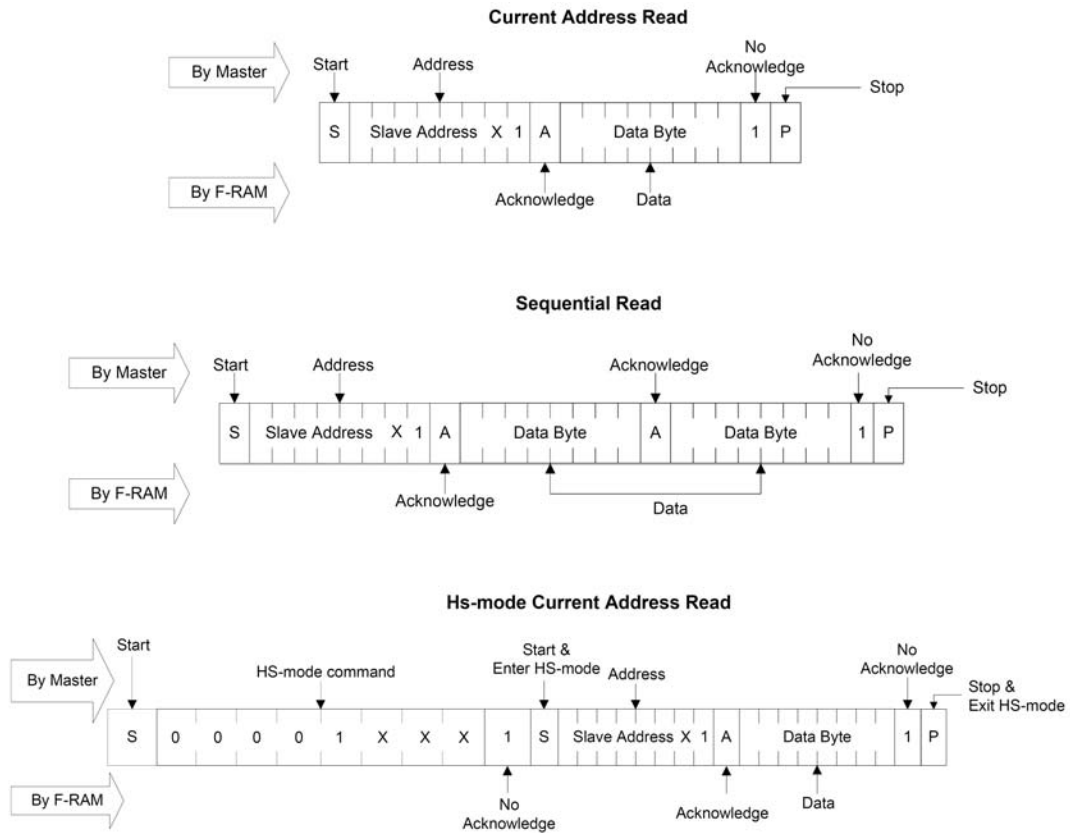 Current Address Read
No
Acknowledge
By Master
Start
Address
Stop
S Slave Address X 1 A Data Byte 1 P
By F-RAM
Acknowledge
Data
Sequential Read
No
Acknowledge
By Master
Start
Address
Acknowledge
Stop
S Slave Address X 1 A Data Byte A Data Byte 1 P
By F-RAM
Acknowledge
Data
Hs-mode Current Address Read
Start
By Master
HS-mode command
Start &
Enter HS-mode
Address
No
Acknowledge
Stop &
Exit HS-mode
S 0 0 0 0 1 X X X 1 S Slave Address X 1 A Data Byte 1 P
By F-RAM
No
Acknowledge
Acknowledge
Data